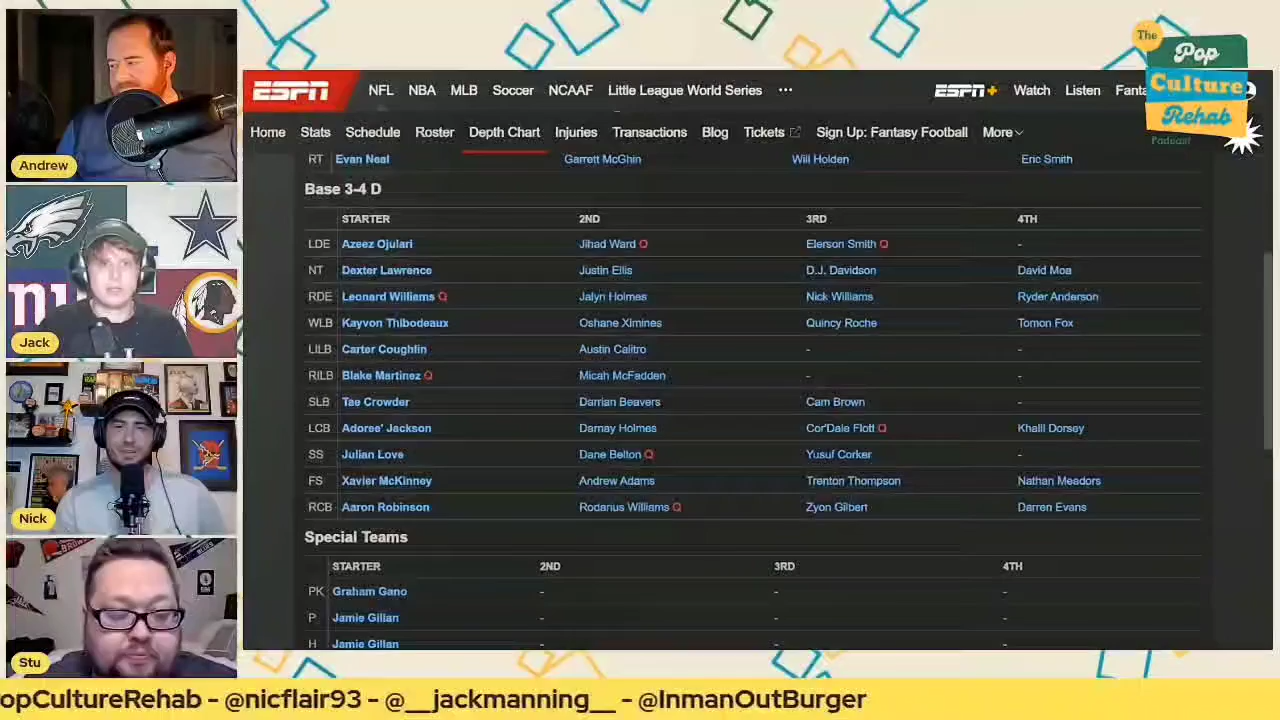 The
Pop
Culture
Rehab
Podcast
ESPN NFL NBA MLB Soccer NCAAF Little League World Series ••• ESPN+ Watch Listen
Home Stats Schedule Roster Depth Chart Injuries Transactions Blog Tickets Sign Up: Fantasy Football More
RT Evan Neal Garrett McGhin Will Holden Eric Smith
Base 3-4 D
STARTER 2ND 3RD 4TH
LDE Azeez Ojulari Jihad Ward Q Elerson Smith Q -
NT Dexter Lawrence Justin Ellis D.J. Davidson David Moa
RDE Leonard Williams Q Jalyn Holmes Nick Williams Ryder Anderson
WLB Kayvon Thibodeaux Oshane Ximines Quincy Roche Tomon Fox
LILB Carter Coughlin Austin Calitro - -
RILB Blake Martinez Q Micah McFadden - -
SLB Tae Crowder Darrian Beavers Cam Brown -
LCB Adoree' Jackson Darnay Holmes Cor'Dale Flott Q Khalil Dorsey
SS Julian Love Dane Belton Q Yusuf Corker -
FS Xavier McKinney Andrew Adams Trenton Thompson Nathan Meadors
RCB Aaron Robinson Rodarius Williams Q Zyon Gilbert Darren Evans
Special Teams
STARTER 2ND 3RD 4TH
PK Graham Gano - - -
P Jamie Gillan - - -
H Jamie Gillan - - -
Andrew
Jack
Nick
Stu
opCultureRehab - @nicflair93 - @__jackmanning__ - @InmanOutBurger